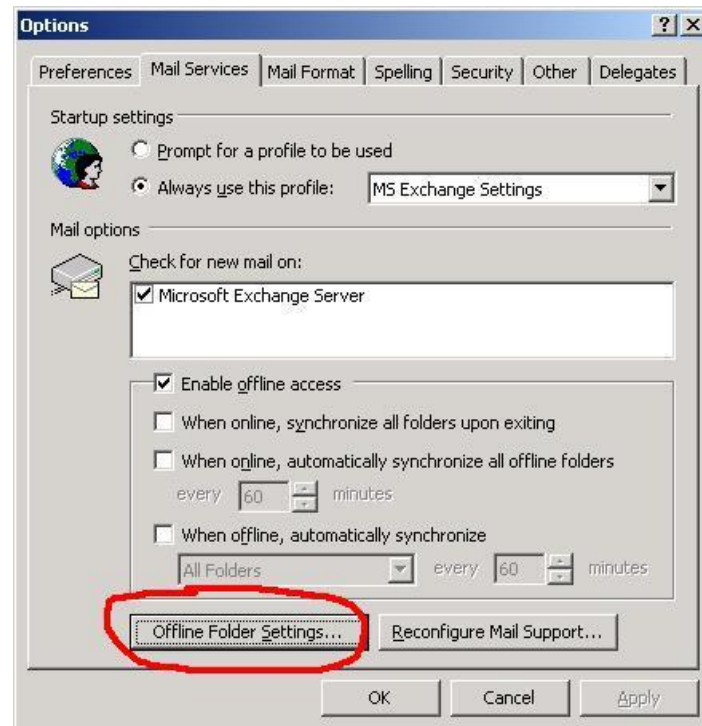 Options
Preferences Mail Services Mail Format Spelling Security Other Delegates
Startup settings
Prompt for a profile to be used
Always use this profile: MS Exchange Settings
Mail options
Check for new mail on:
Microsoft Exchange Server
Enable offline access
When online, synchronize all folders upon exiting
When online, automatically synchronize all offline folders
every 60 minutes
When offline, automatically synchronize
All Folders every 60 minutes
Offline Folder Settings... Reconfigure Mail Support...
OK Cancel Apply